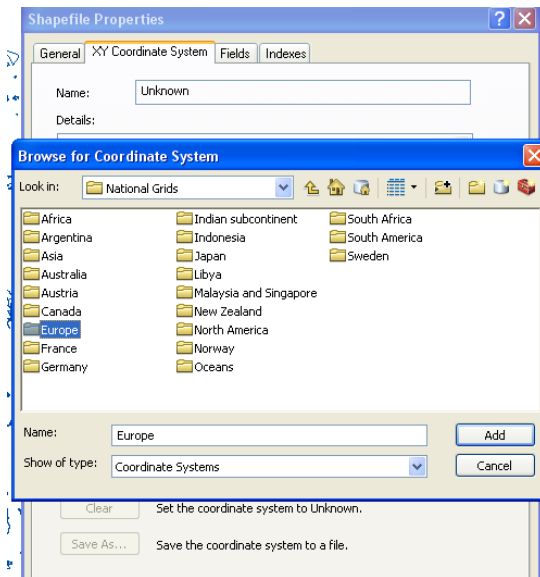 Shapefile Properties
General XY Coordinate System Fields Indexes
Name: Unknown
Details:
Browse for Coordinate System
Look in: National Grids
Africa Indian subcontinent South Africa
Argentina Indonesia South America
Asia Japan Sweden
Australia Libya
Austria Malaysia and Singapore
Canada New Zealand
Europe North America
France Norway
Germany Oceans
Name: Europe Add
Show of type: Coordinate Systems Cancel
Clear Set the coordinate system to Unknown.
Save As... Save the coordinate system to a file.